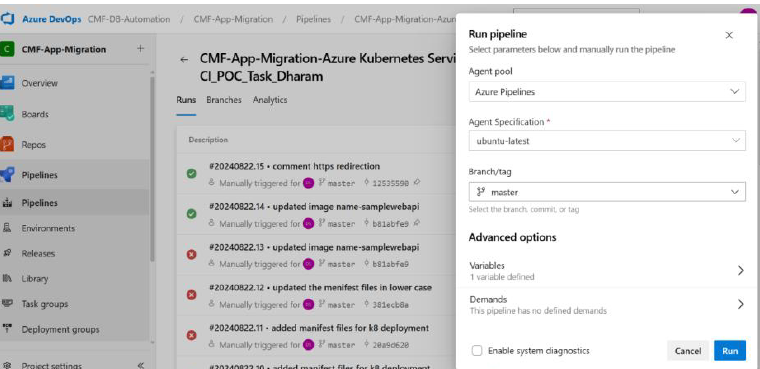 Azure DevOps CMF-DB-Automation / CMF-App-Migration / Pipelines / CMF-App-Migration-Azur
C CMF-App-Migration +
Overview
Boards
Repos
Pipelines
Pipelines
Environments
Releases
Library
Task groups
Deployment groups
Project settings
CMF-App-Migration-Azure Kubernetes Servi
CI_POC_Task_Dharam
Runs Branches Analytics
Description
#20240822.15 • comment https redirection
Manually triggered for master 12535590
#20240822.14 • updated image name-samplewebapi
Manually triggered for master b81abfe9
#20240822.13 • updated image name-samplewebapi
Manually triggered for master b81abfe9
#20240822.12 • updated the menifest files in lower case
Manually triggered for master 381ecb8a
#20240822.11 • added manifest files for k8 deployment
Manually triggered for master 20a9d620
#20240822.10 • added manifest files for k8 deployment
Run pipeline
Select parameters below and manually run the pipeline
Agent pool
Azure Pipelines
Agent Specification *
ubuntu-latest
Branch/tag
master
Select the branch, commit, or tag
Advanced options
Variables
1 variable defined
Demands
This pipeline has no defined demands
Enable system diagnostics
Cancel Run